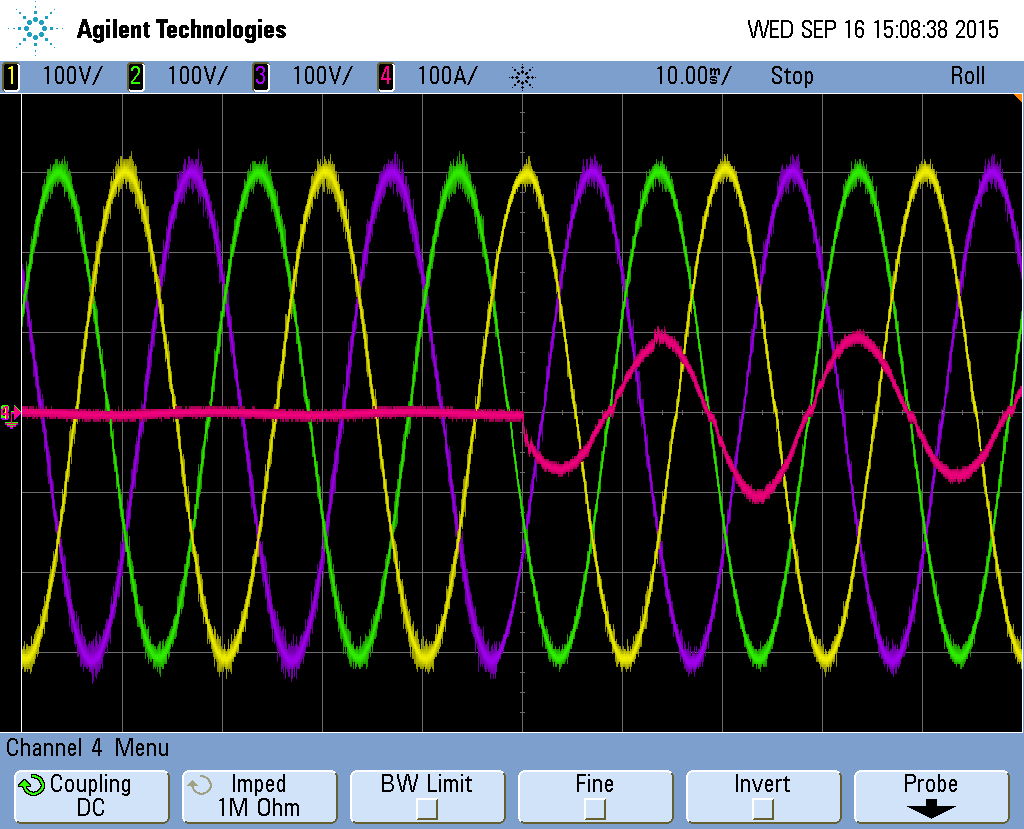 Agilent Technologies
WED SEP 16 15:08:38 2015
1 100V/ 2 100V/ 3 100V/ 4 100A/ 10.00ms/ Stop Roll
Channel 4 Menu
Coupling
DC
Imped
1M Ohm
BW Limit
Fine
Invert
Probe